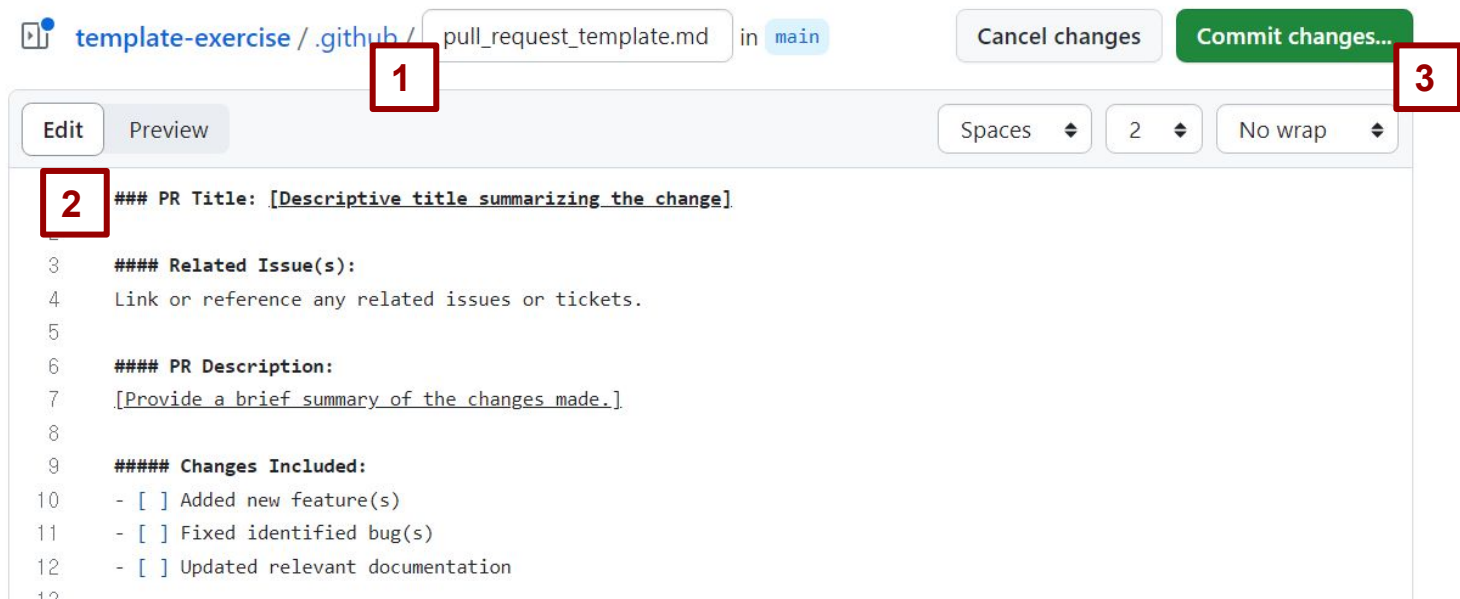 template-exercise / .github / pull_request_template.md in main Cancel changes Commit changes...
1
3
Edit Preview Spaces 2 No wrap
2 ### PR Title: [Descriptive title summarizing the change]
2
3 #### Related Issue(s):
4 Link or reference any related issues or tickets.
5
6 #### PR Description:
7 [Provide a brief summary of the changes made.]
8
9 ##### Changes Included:
10 - [ ] Added new feature(s)
11 - [ ] Fixed identified bug(s)
12 - [ ] Updated relevant documentation